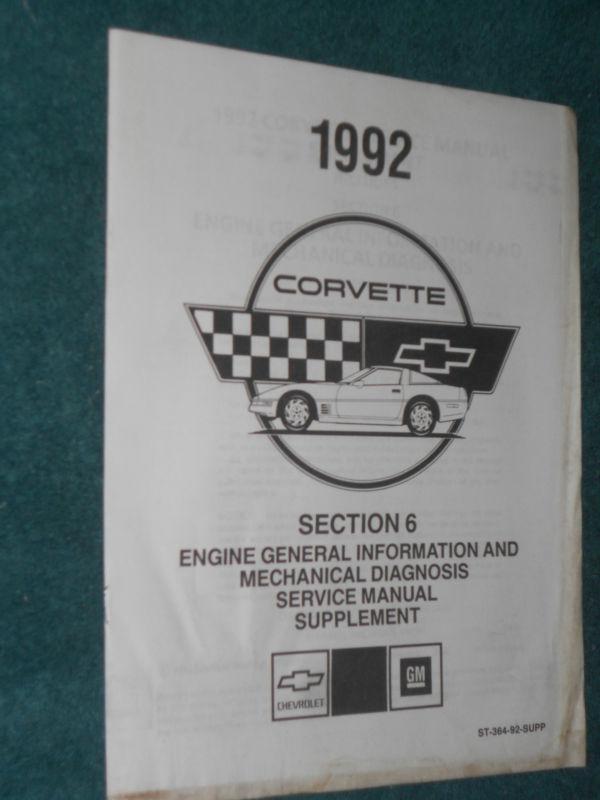 1992
CORVETTE
SECTION 6
ENGINE GENERAL INFORMATION AND
MECHANICAL DIAGNOSIS
SERVICE MANUAL
SUPPLEMENT
CHEVROLET
GM
ST-364-92-SUPP